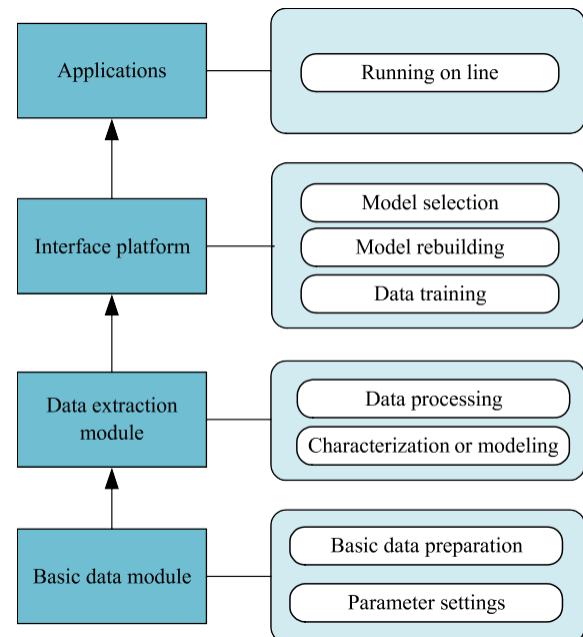 Applications
Running on line
Interface platform
Model selection
Model rebuilding
Data training
Data extraction
module
Data processing
Characterization or modeling
Basic data module
Basic data preparation
Parameter settings